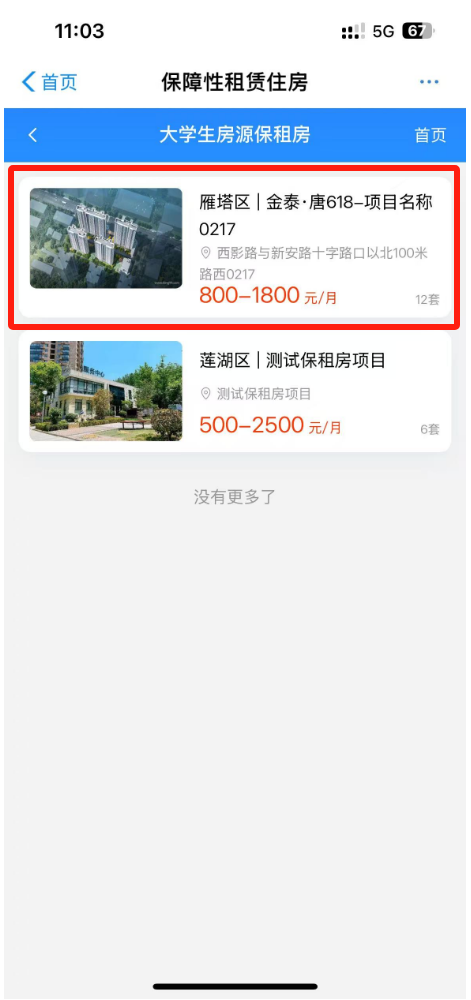 11:03
5G 67
首页
保障性租赁住房
大学生房源保租房
首页
雁塔区 | 金泰·唐618-项目名称
0217
西影路与新安路十字路口以北100米
路西0217
800-1800 元/月
12套
莲湖区 | 测试保租房项目
测试保租房项目
500-2500 元/月
6套
没有更多了